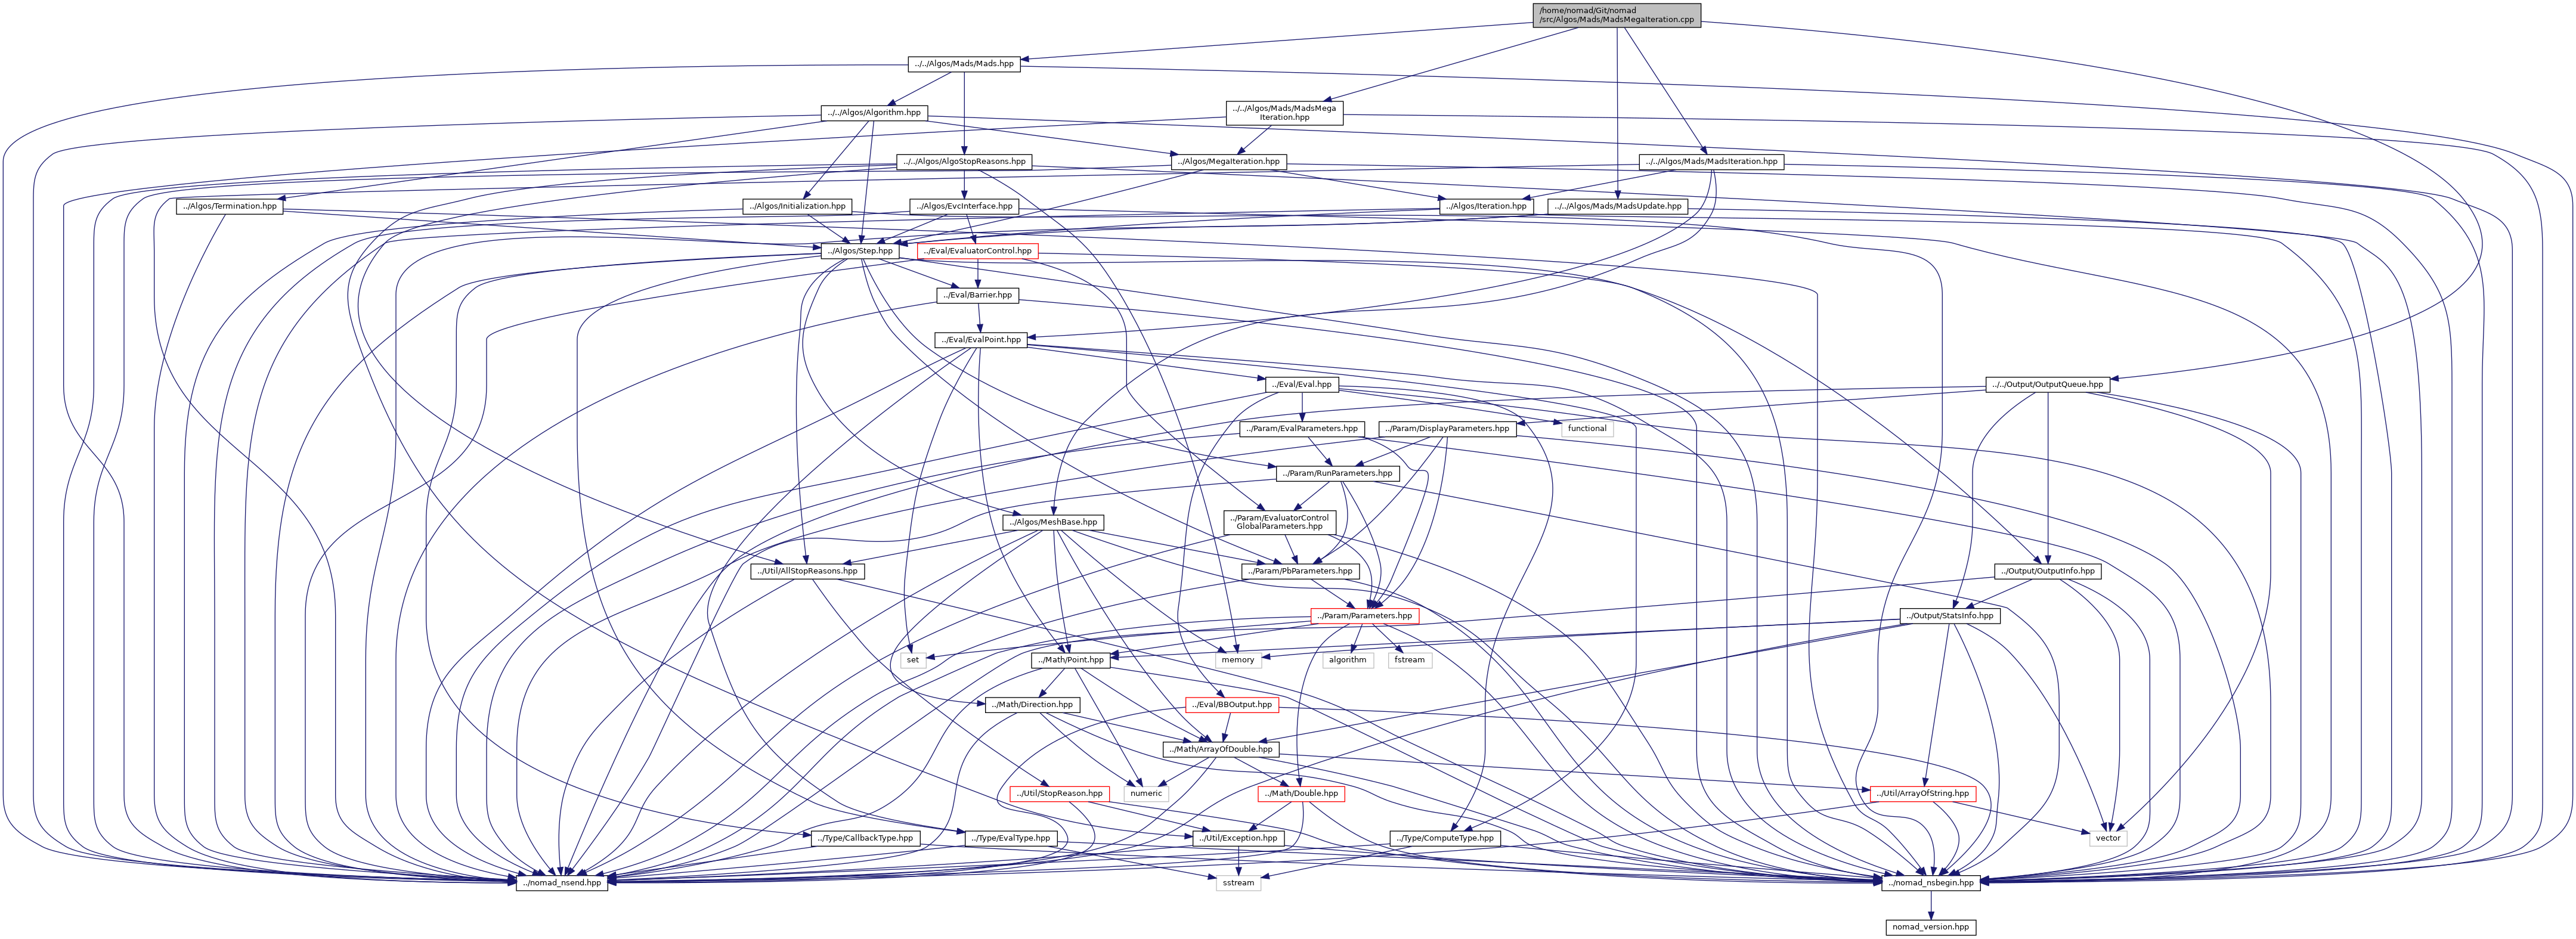 /home/nomad/Git/nomad
/src/Algos/Mads/MadsMegaIteration.cpp
../../Algos/Mads/Mads.hpp
../../Algos/Algorithm.hpp
../../Algos/Mads/MadsMega
Iteration.hpp
../../Algos/AlgoStopReasons.hpp
../Algos/MegaIteration.hpp
../../Algos/Mads/MadsIteration.hpp
../Algos/Termination.hpp
../Algos/Initialization.hpp
../Algos/EvcInterface.hpp
../Algos/Iteration.hpp
../../Algos/Mads/MadsUpdate.hpp
../Algos/Step.hpp
../Eval/EvaluatorControl.hpp
../Eval/Barrier.hpp
../Eval/EvalPoint.hpp
../Eval/Eval.hpp
../../Output/OutputQueue.hpp
../Param/EvalParameters.hpp
../Param/DisplayParameters.hpp
functional
../Param/RunParameters.hpp
../Algos/MeshBase.hpp
../Param/EvaluatorControl
GlobalParameters.hpp
../Util/AllStopReasons.hpp
../Param/PbParameters.hpp
../Output/OutputInfo.hpp
../Param/Parameters.hpp
../Output/StatsInfo.hpp
set
../Math/Point.hpp
memory
algorithm
fstream
../Math/Direction.hpp
../Eval/BBOutput.hpp
../Math/ArrayOfDouble.hpp
../Util/StopReason.hpp
numeric
../Math/Double.hpp
../Util/ArrayOfString.hpp
../Type/CallbackType.hpp
../Type/EvalType.hpp
../Util/Exception.hpp
../Type/ComputeType.hpp
vector
../nomad_nsend.hpp
sstream
../nomad_nsbegin.hpp
nomad_version.hpp